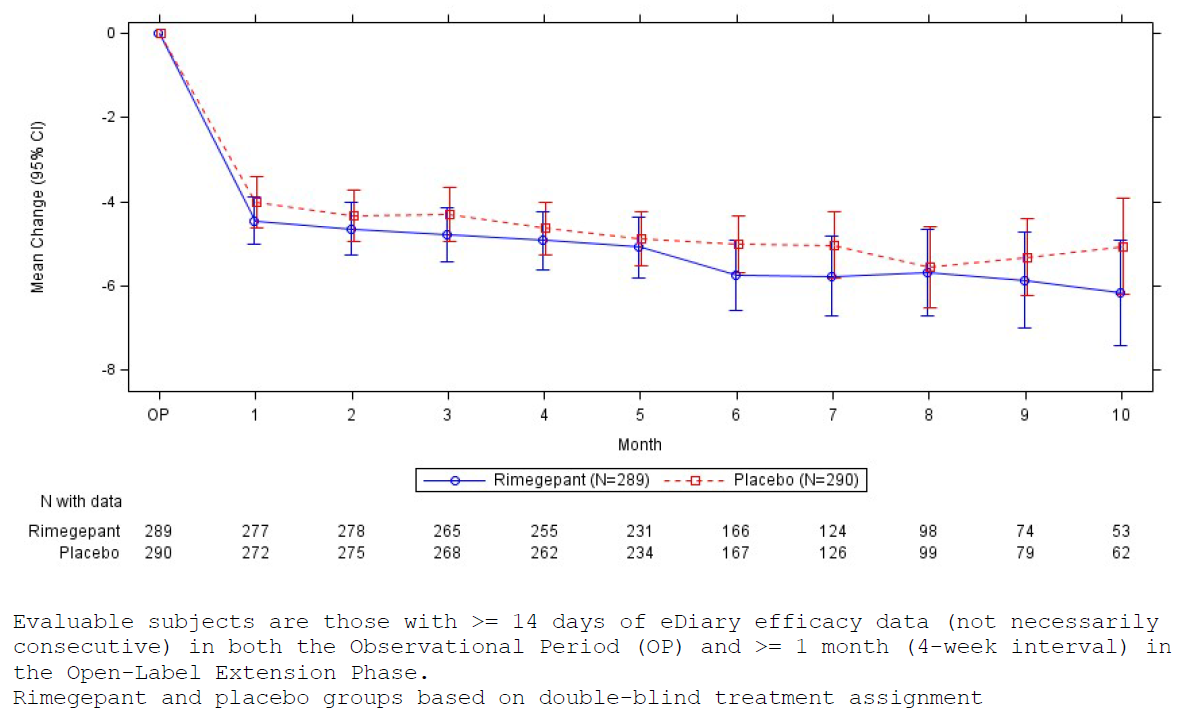 0
-2
-4
-6
-8
Mean Change (95% CI)
OP 1 2 3 4 5 6 7 8 9 10
Month
Rimegepant (N=289) Placebo (N=290)
N with data
Rimegepant 289 277 278 265 255 231 166 124 98 74 53
Placebo 290 272 275 268 262 234 167 126 99 79 62
Evaluable subjects are those with >= 14 days of eDiary efficacy data (not necessarily
consecutive) in both the Observational Period (OP) and >= 1 month (4-week interval) in
the Open-Label Extension Phase.
Rimegepant and placebo groups based on double-blind treatment assignment